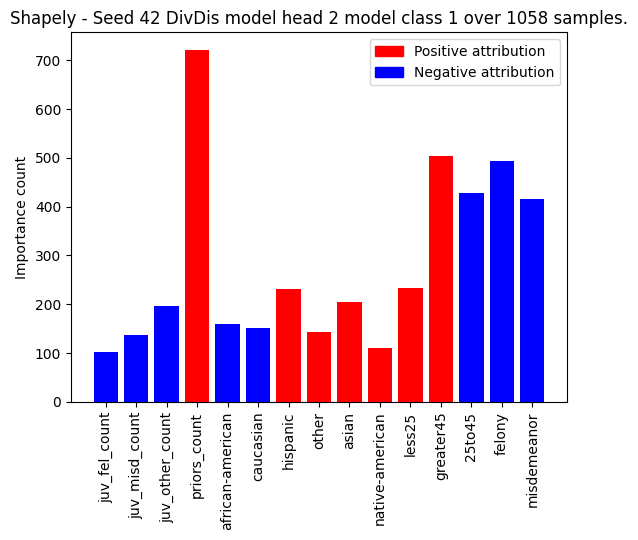 Shapely - Seed 42 DivDis model head 2 model class 1 over 1058 samples.
Positive attribution
Negative attribution
Importance count
700
600
500
400
300
200
100
0
juv_fel_count
juv_misd_count
juv_other_count
priors_count
african-american
caucasian
hispanic
other
asian
native-american
less25
greater45
25to45
felony
misdemeanor